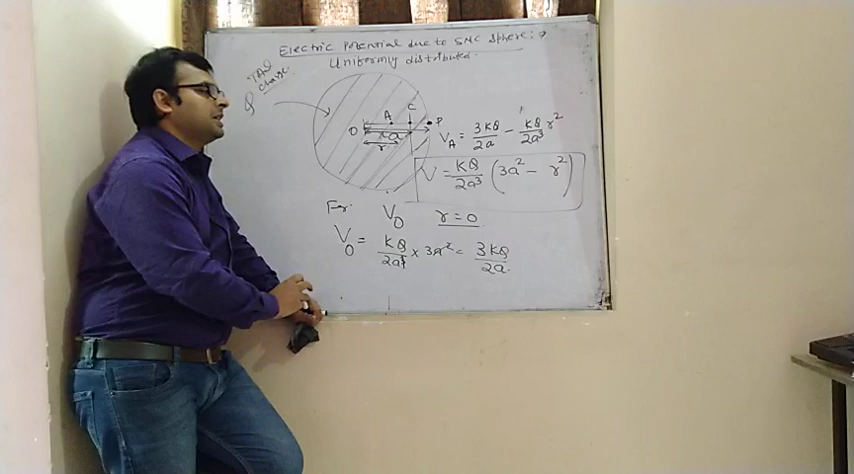 Electric Potential due to SNC Sphere:→
Uniformly distributed.
Charge
Q
A
C
O
P
a
r
V_A = 3KQ/2a - KQ/2a³ r²
V = KQ/2a³ (3a² - r²)
For V_O r = 0
V_O = KQ/2a³ × 3a² = 3KQ/2a.